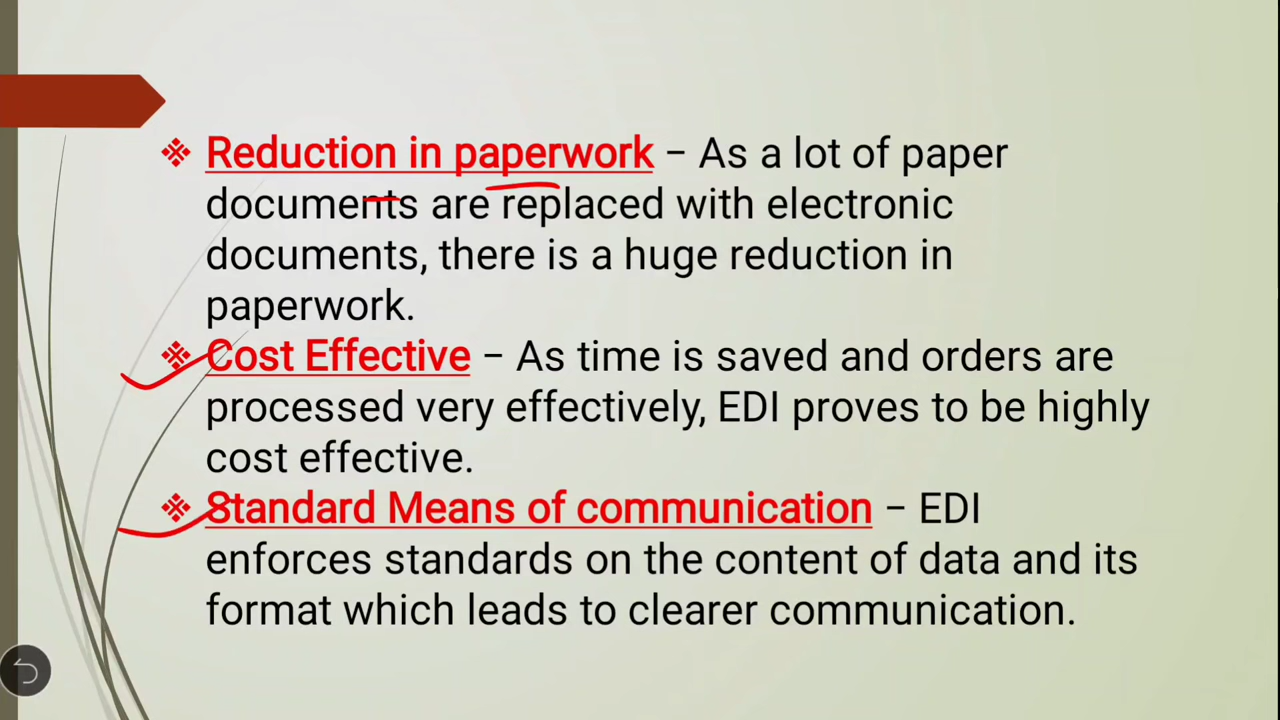 ❖ Reduction in paperwork – As a lot of paper
documents are replaced with electronic
documents, there is a huge reduction in
paperwork.
❖ Cost Effective – As time is saved and orders are
processed very effectively, EDI proves to be highly
cost effective.
❖ Standard Means of communication – EDI
enforces standards on the content of data and its
format which leads to clearer communication.